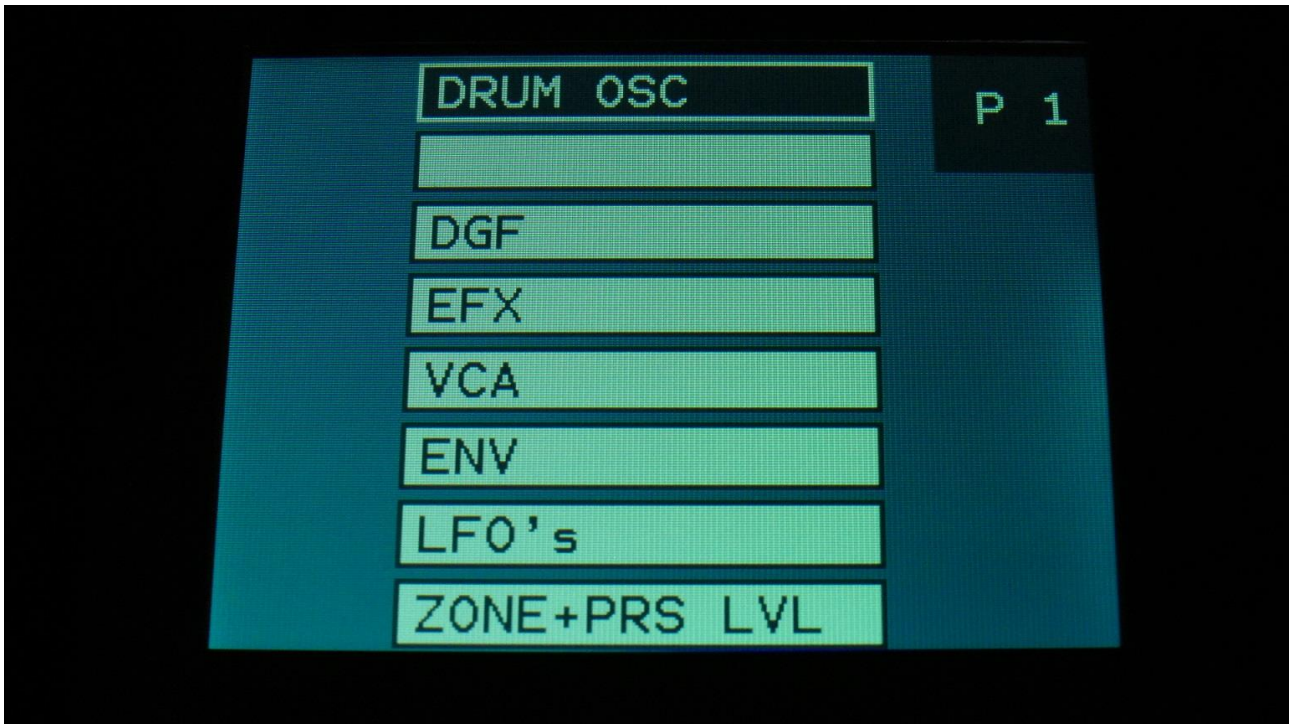 DRUM OSC
P 1
DGF
EFX
VCA
ENV
LFO's
ZONE+PRS LVL